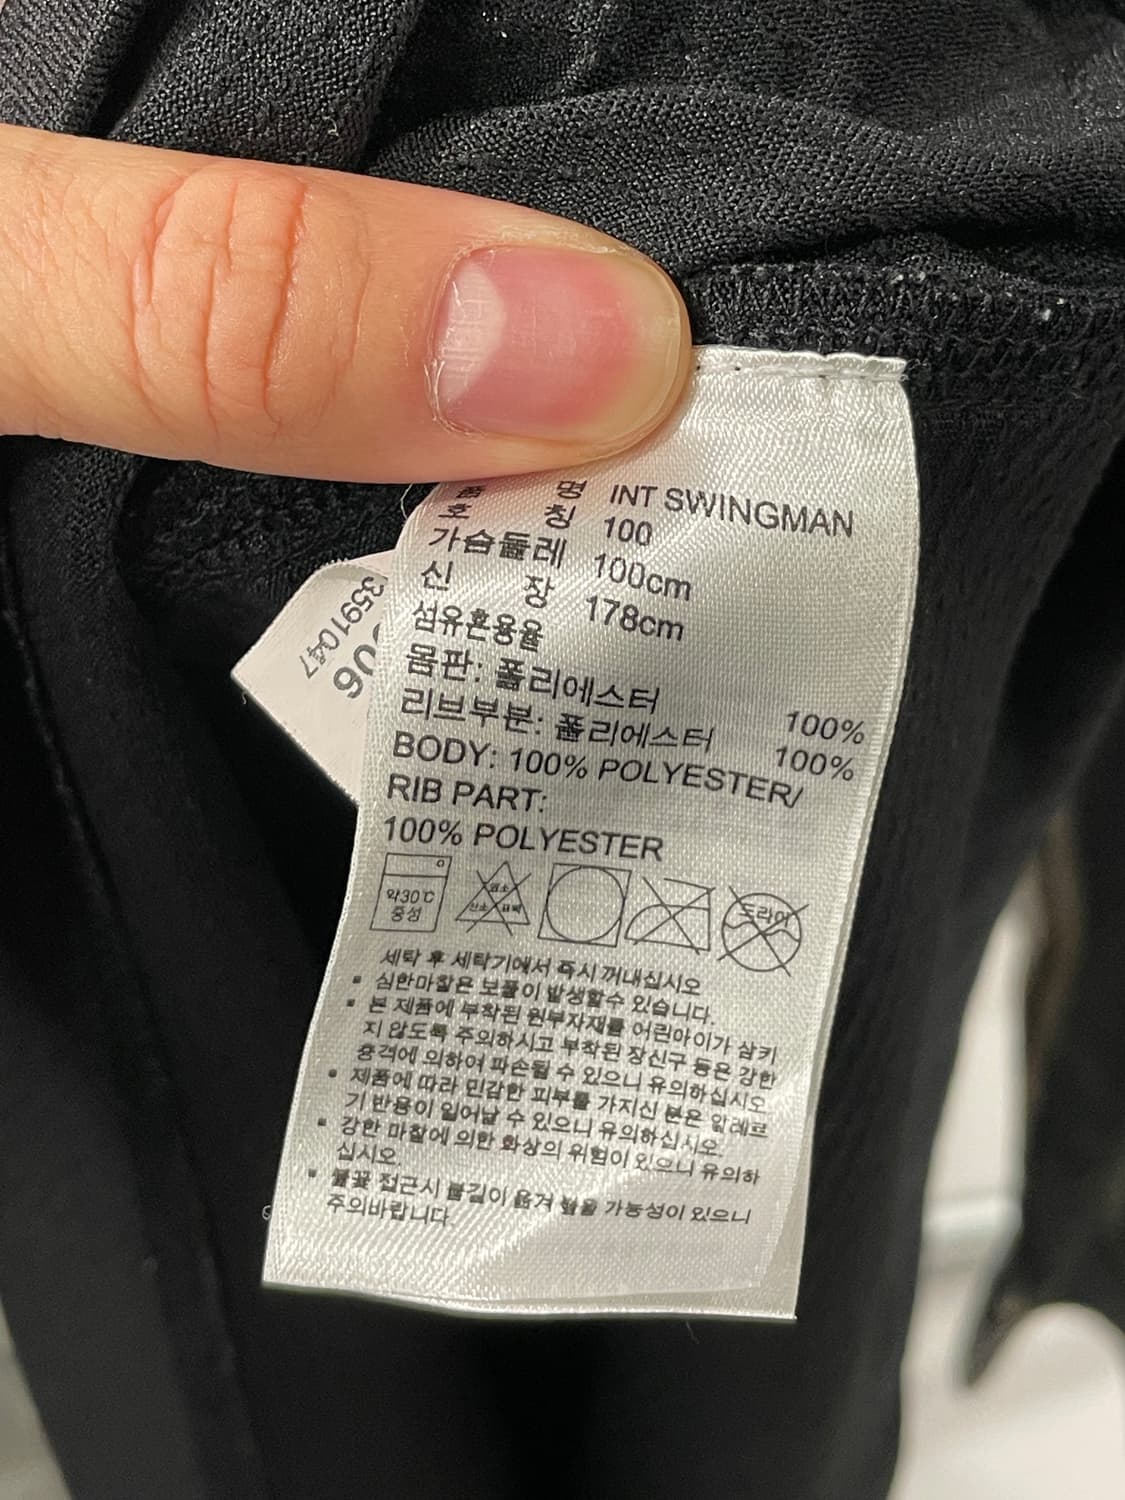 품 명 INT SWINGMAN
호 칭 100
가슴둘레 100cm
신 장 178cm
섬유혼용율
몸판: 폴리에스터 100%
리브부분: 폴리에스터 100%
BODY: 100% POLYESTER/
RIB PART:
100% POLYESTER
약30℃
중성
염소
산소 표백
드라이
세탁 후 세탁기에서 즉시 꺼내십시오
▪ 심한마찰은 보풀이 발생할수 있습니다.
▪ 본 제품에 부착된 원부자재를 어린아이가 삼키
지 않도록 주의하시고 부착된 장신구 등은 강한
충격에 의하여 파손될 수 있으니 유의하십시오
▪ 제품에 따라 민감한 피부를 가지신 분은 알레르
기 반응이 일어날 수 있으니 유의하십시오.
▪ 강한 마찰에 의한 화상의 위험이 있으니 유의하
십시오.
▪ 불꽃 접근시 불길이 옮겨 붙을 가능성이 있으니
주의바랍니다.
3591047
06